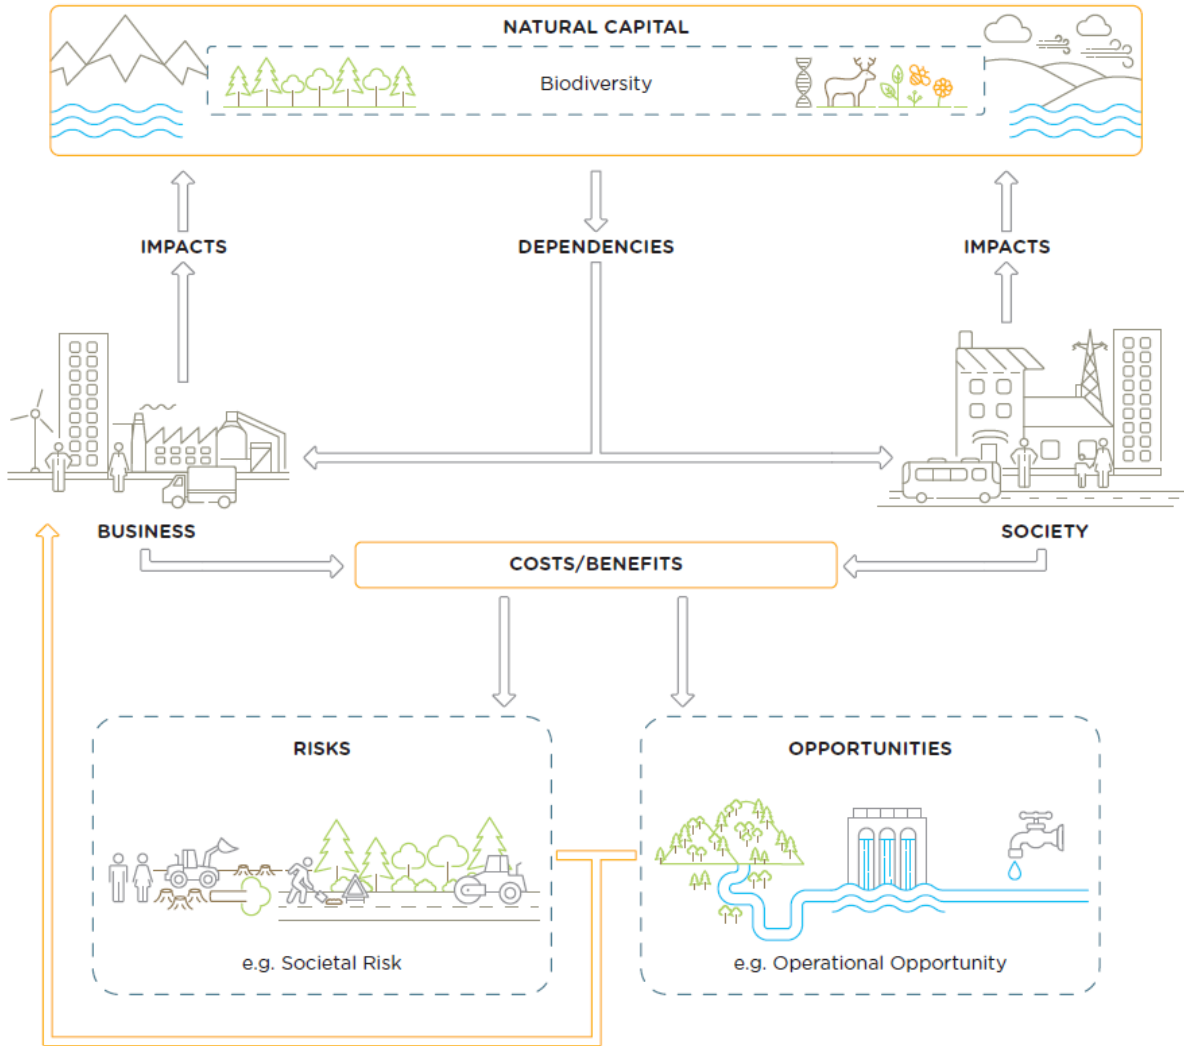 NATURAL CAPITAL
Biodiversity
IMPACTS
DEPENDENCIES
IMPACTS
BUSINESS
SOCIETY
COSTS/BENEFITS
RISKS
OPPORTUNITIES
e.g. Societal Risk
e.g. Operational Opportunity